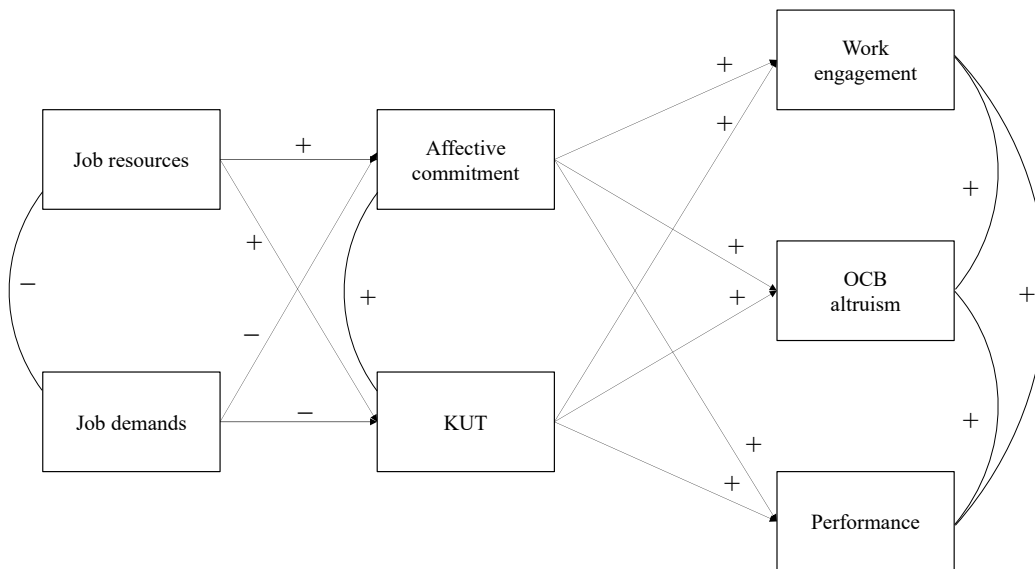 Work
engagement
+
+
Job resources
+
Affective
commitment
+
+
+
−
+
+
OCB
altruism
+
−
Job demands
−
KUT
+
+
+
Performance